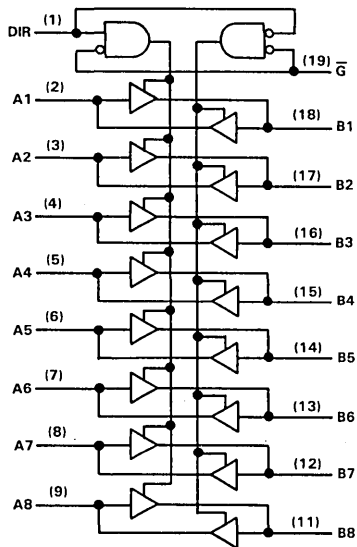 DIR (1)
(19) G̅
A1 (2)
(18) B1
A2 (3)
(17) B2
A3 (4)
(16) B3
A4 (5)
(15) B4
A5 (6)
(14) B5
A6 (7)
(13) B6
A7 (8)
(12) B7
A8 (9)
(11) B8